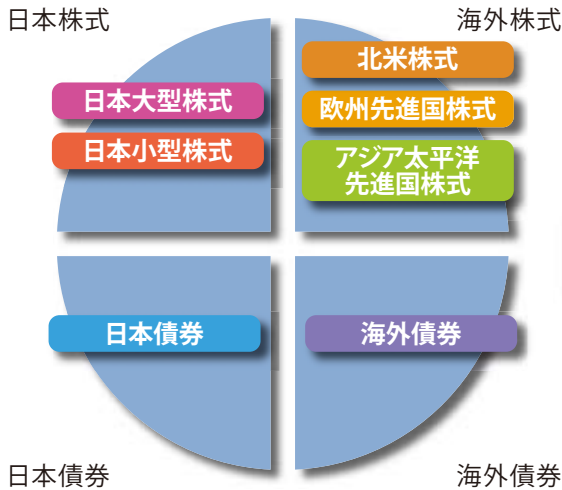 日本株式
海外株式
北米株式
日本大型株式
欧州先進国株式
日本小型株式
アジア太平洋
先進国株式
日本債券
海外債券
日本債券
海外債券